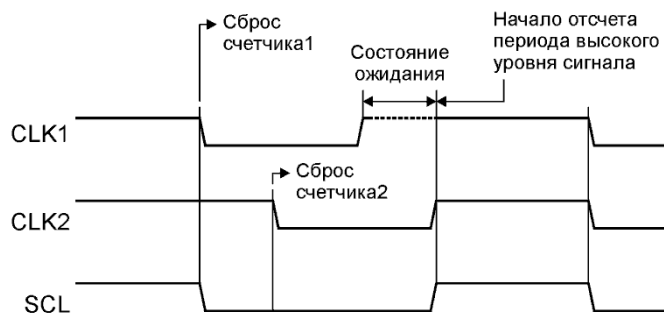 Сброс
счетчика1
Состояние
ожидания
Начало отсчета
периода высокого
уровня сигнала
CLK1
Сброс
счетчика2
CLK2
SCL